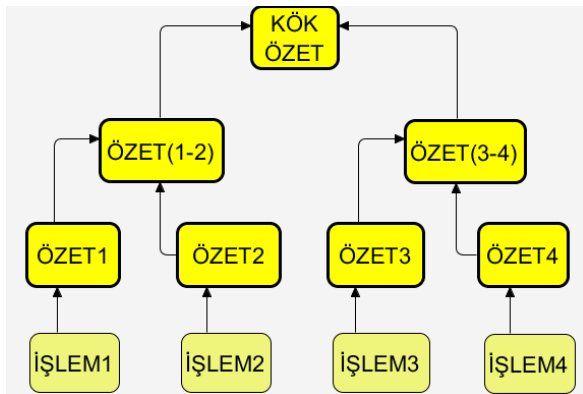 KÖK
ÖZET
ÖZET(1-2)
ÖZET(3-4)
ÖZET1
ÖZET2
ÖZET3
ÖZET4
İŞLEM1
İŞLEM2
İŞLEM3
İŞLEM4